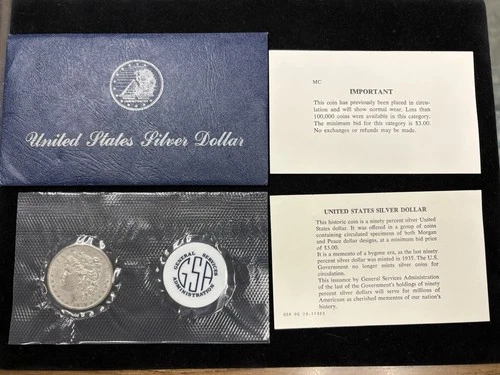 United States Silver Dollar
MC
IMPORTANT
This coin has previously been placed in circu-
lation and will show normal wear. Less than
100,000 coins were available in this category.
The minimum bid for this category is $3.00.
No exchanges or refunds may be made.
GENERAL SERVICES
GSA
ADMINISTRATION
UNITED STATES SILVER DOLLAR
This historic coin is a ninety percent silver United
States dollar. It was offered in a group of coins
containing circulated specimens of both Morgan
and Peace dollar designs, at a minimum bid price
of $3.00.
It is a memento of a bygone era, as the last ninety
percent silver dollar was minted in 1935. The U.S.
Government no longer mints silver coins for
circulation.
This issuance by General Services Administration
of the last of the Government's holdings of ninety
percent silver dollars will serve for millions of
Americans as cherished mementos of our nation's
history.